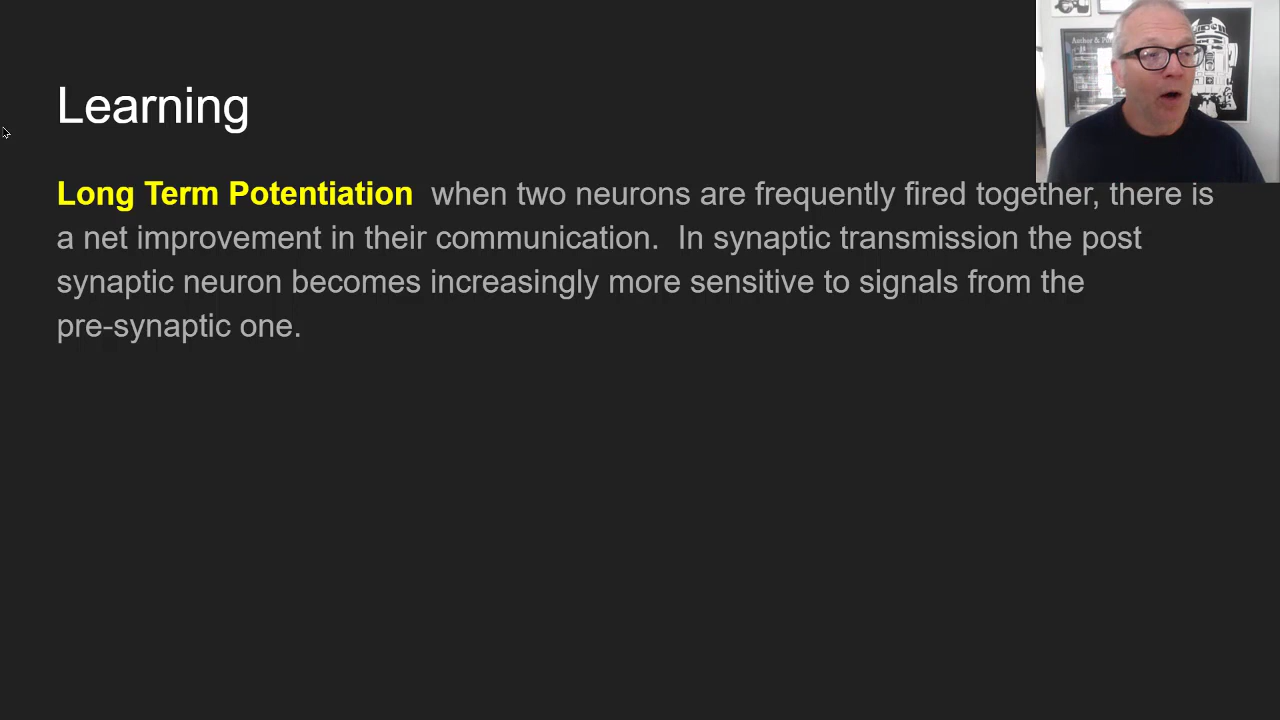 Learning
Long Term Potentiation  when two neurons are frequently fired together, there is
a net improvement in their communication.  In synaptic transmission the post
synaptic neuron becomes increasingly more sensitive to signals from the
pre-synaptic one.